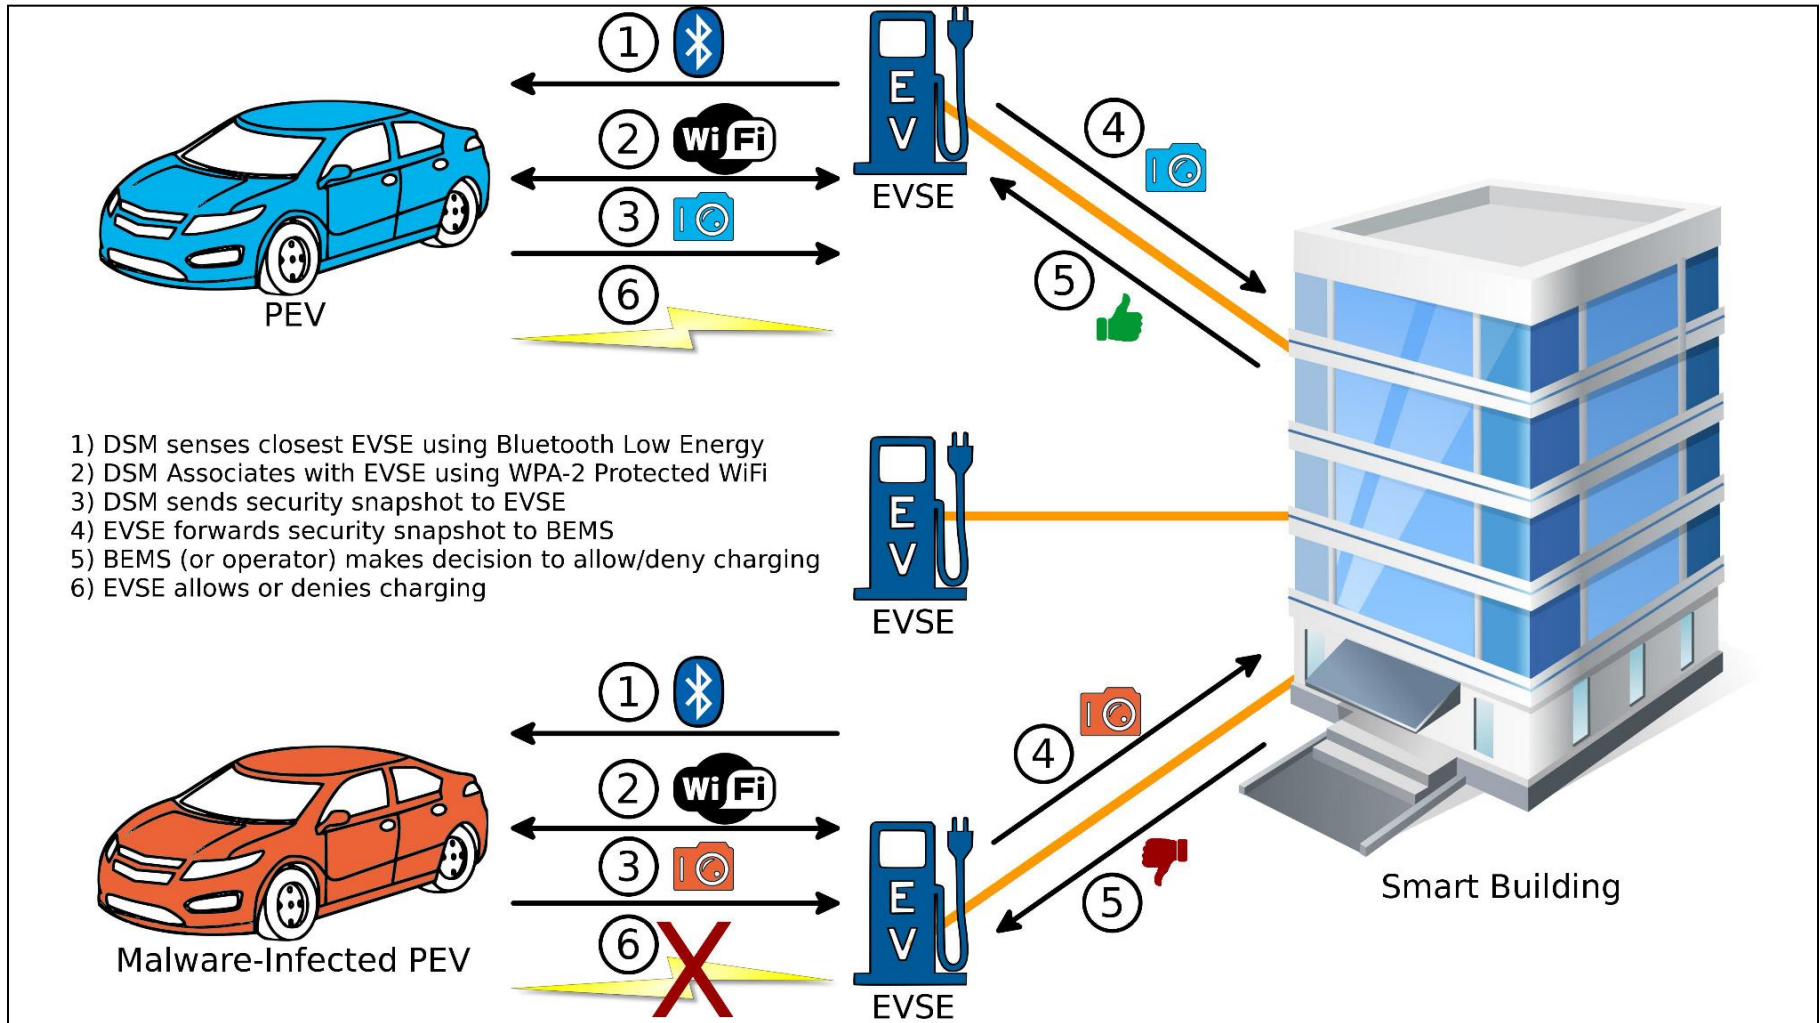 1
2
Wi Fi
3
6
PEV
E
V
EVSE
4
5
1) DSM senses closest EVSE using Bluetooth Low Energy
2) DSM Associates with EVSE using WPA-2 Protected WiFi
3) DSM sends security snapshot to EVSE
4) EVSE forwards security snapshot to BEMS
5) BEMS (or operator) makes decision to allow/deny charging
6) EVSE allows or denies charging
E
V
EVSE
1
2
Wi Fi
3
6
X
Malware-Infected PEV
E
V
EVSE
4
5
Smart Building